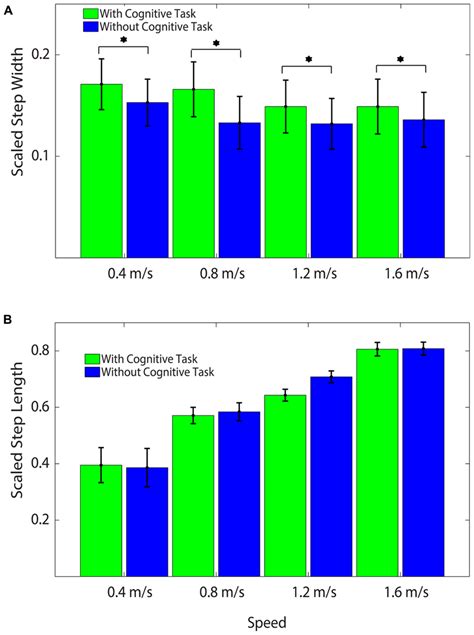 A
With Cognitive Task
Without Cognitive Task
* * * *
Scaled Step Width
0.2
0.1
0.4 m/s 0.8 m/s 1.2 m/s 1.6 m/s
B
With Cognitive Task
Without Cognitive Task
Scaled Step Length
0.8
0.6
0.4
0.2
0.4 m/s 0.8 m/s 1.2 m/s 1.6 m/s
Speed